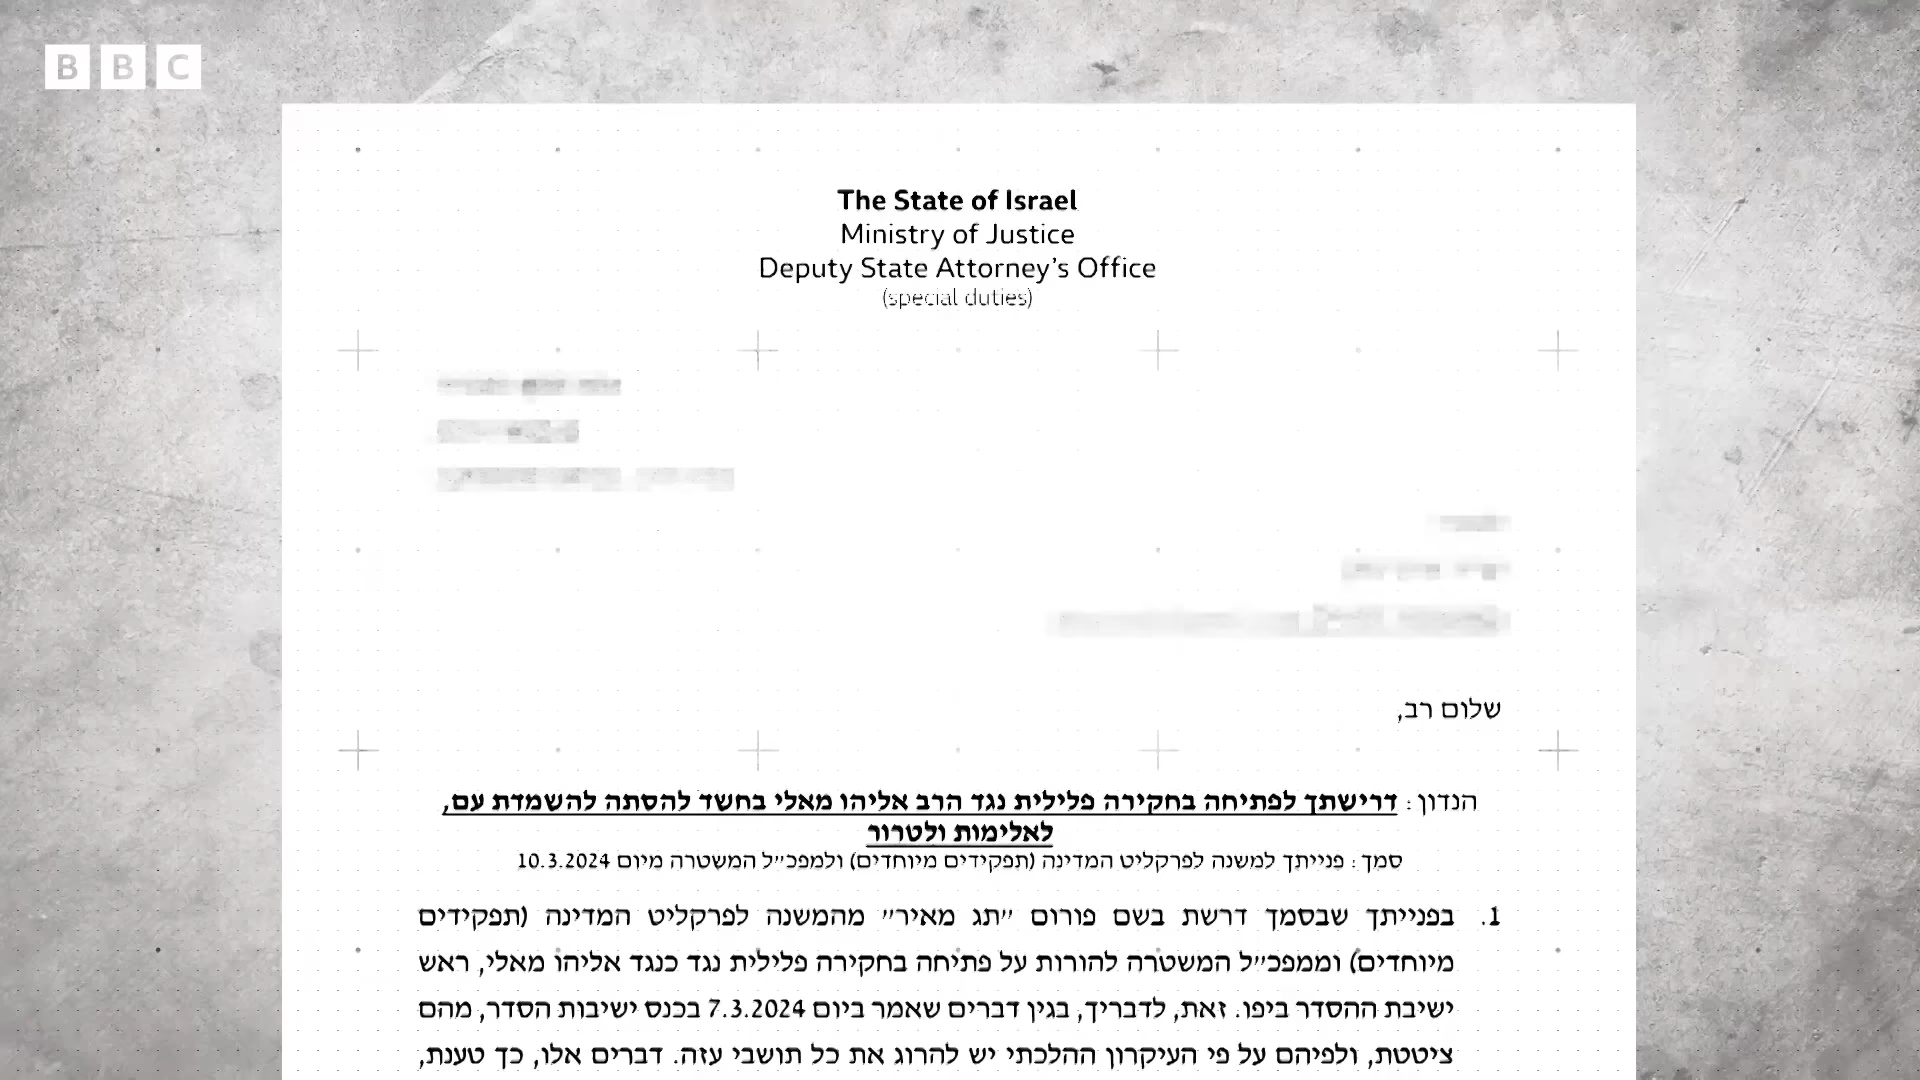 BBC
The State of Israel
Ministry of Justice
Deputy State Attorney's Office
(special duties)
שלום רב,
הנדון : דרישתך לפתיחה בחקירה פלילית נגד הרב אליהו מאלי בחשד להסתה להשמדת עם,
לאלימות ולטרור
סמך : פנייתך למשנה לפרקליט המדינה (תפקידים מיוחדים) ולמפכ״ל המשטרה מיום 10.3.2024
1. בפנייתך שבסמך דרשת בשם פורום ״תג מאיר״ מהמשנה לפרקליט המדינה (תפקידים
מיוחדים) וממפכ״ל המשטרה להורות על פתיחה בחקירה פלילית נגד כנגד אליהו מאלי, ראש
ישיבת ההסדר ביפו. זאת, לדבריך, בגין דברים שאמר ביום 7.3.2024 בכנס ישיבות הסדר, מהם
ציטטת, ולפיהם על פי העיקרון ההלכתי יש להרוג את כל תושבי עזה. דברים אלו, כך טענת,